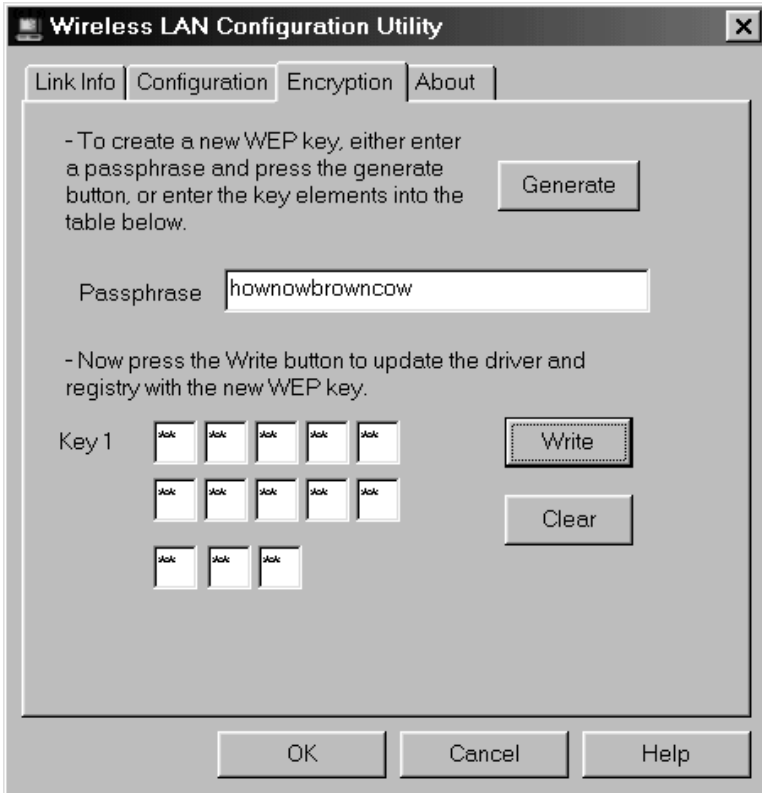 Wireless LAN Configuration Utility
Link Info Configuration Encryption About
- To create a new WEP key, either enter
a passphrase and press the generate
button, or enter the key elements into the
table below.
Generate
Passphrase hownowbrowncow
- Now press the Write button to update the driver and
registry with the new WEP key.
Key 1 ** ** ** ** ** Write
** ** ** ** ** Clear
** ** **
OK Cancel Help